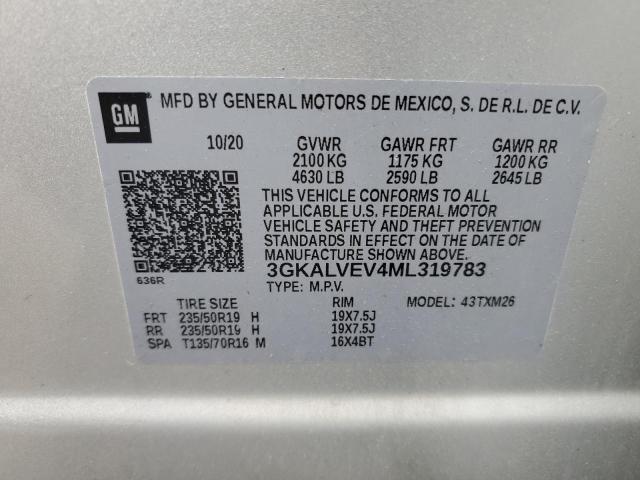 GM
MFD BY GENERAL MOTORS DE MEXICO, S. DE R.L. DE C.V.
10/20 GVWR GAWR FRT GAWR RR
2100 KG 1175 KG 1200 KG
4630 LB 2590 LB 2645 LB
THIS VEHICLE CONFORMS TO ALL
APPLICABLE U.S. FEDERAL MOTOR
VEHICLE SAFETY AND THEFT PREVENTION
STANDARDS IN EFFECT ON THE DATE OF
MANUFACTURE SHOWN ABOVE.
3GKALVEV4ML319783
636R
TYPE: M.P.V.
TIRE SIZE RIM MODEL: 43TXM26
FRT 235/50R19 H 19X7.5J
RR 235/50R19 H 19X7.5J
SPA T135/70R16 M 16X4BT